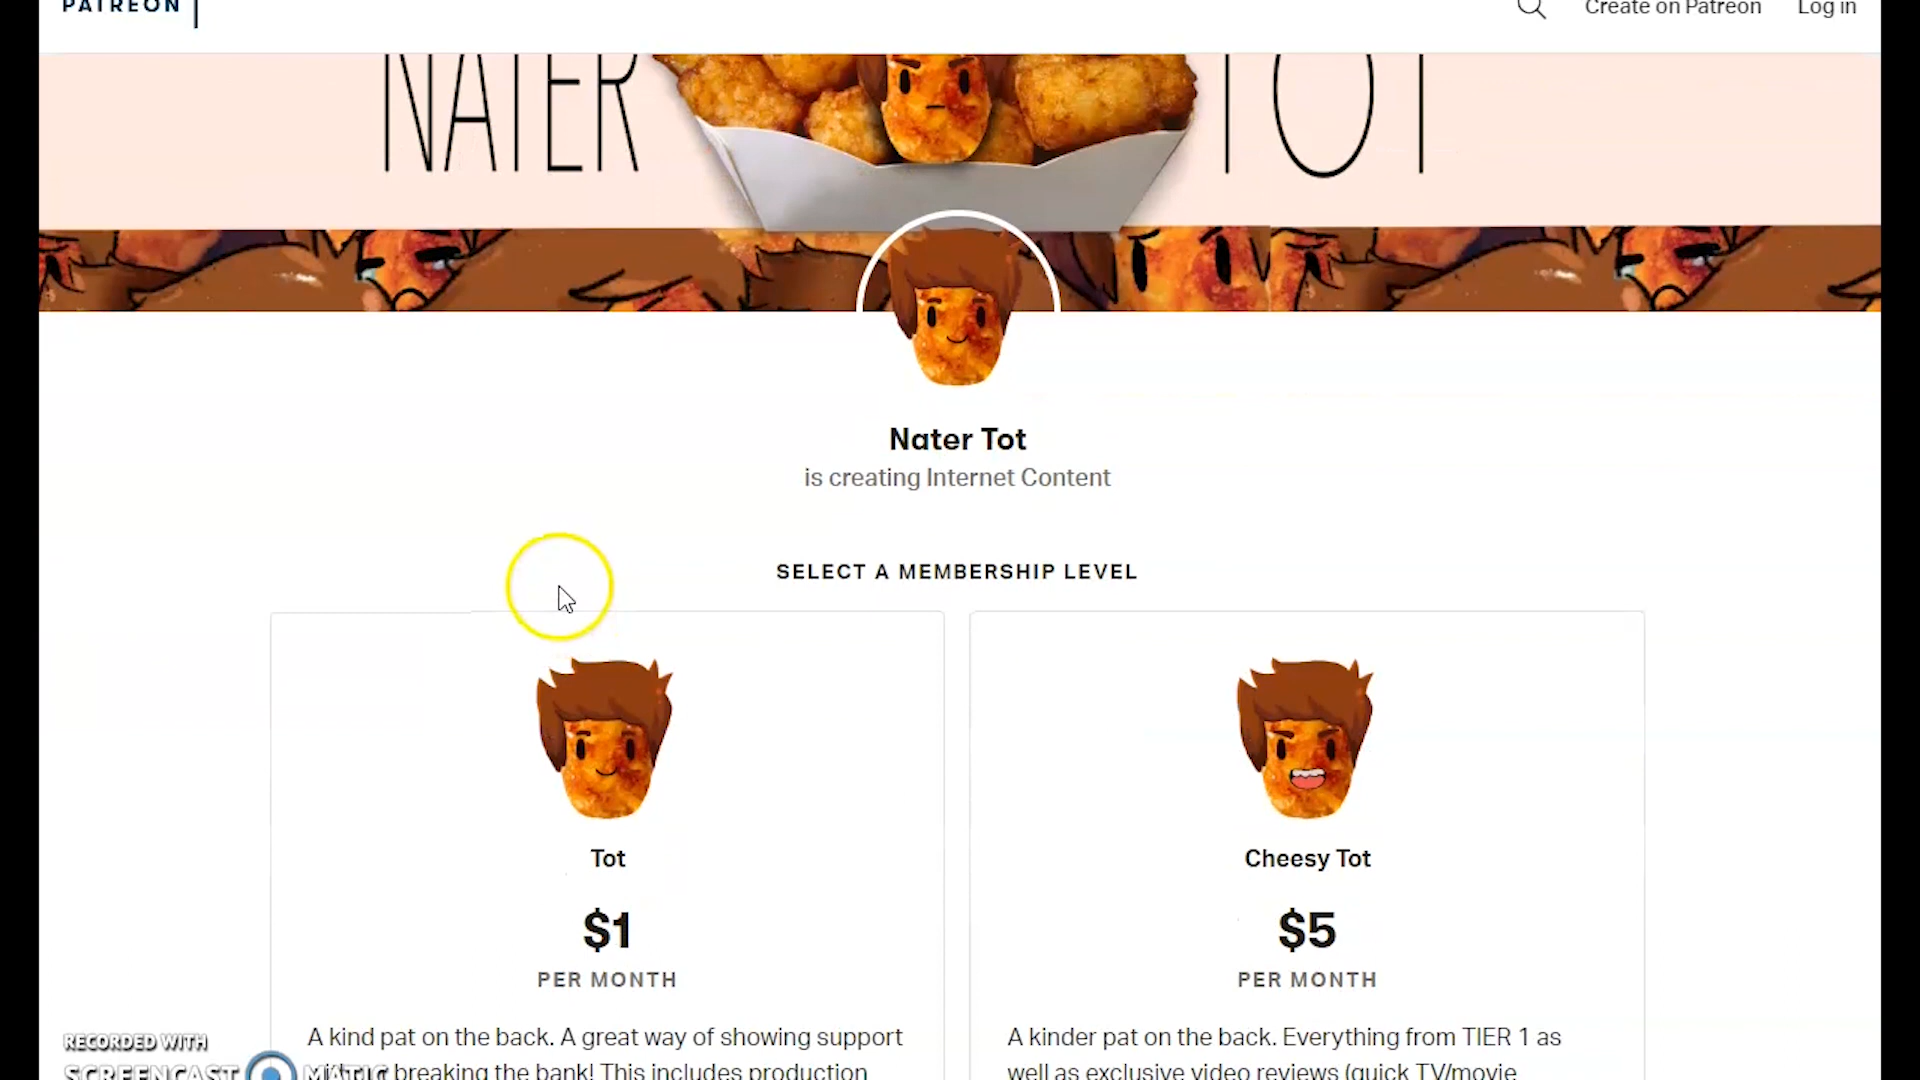 PATREON
Create on Patreon
Log in
NATER TOT
Nater Tot
is creating Internet Content
SELECT A MEMBERSHIP LEVEL
Tot
$1
PER MONTH
A kind pat on the back. A great way of showing support
breaking the bank! This includes production
Cheesy Tot
$5
PER MONTH
A kinder pat on the back. Everything from TIER 1 as
well as exclusive video reviews (quick TV/movie
RECORDED WITH
SCREENCAST MATIC